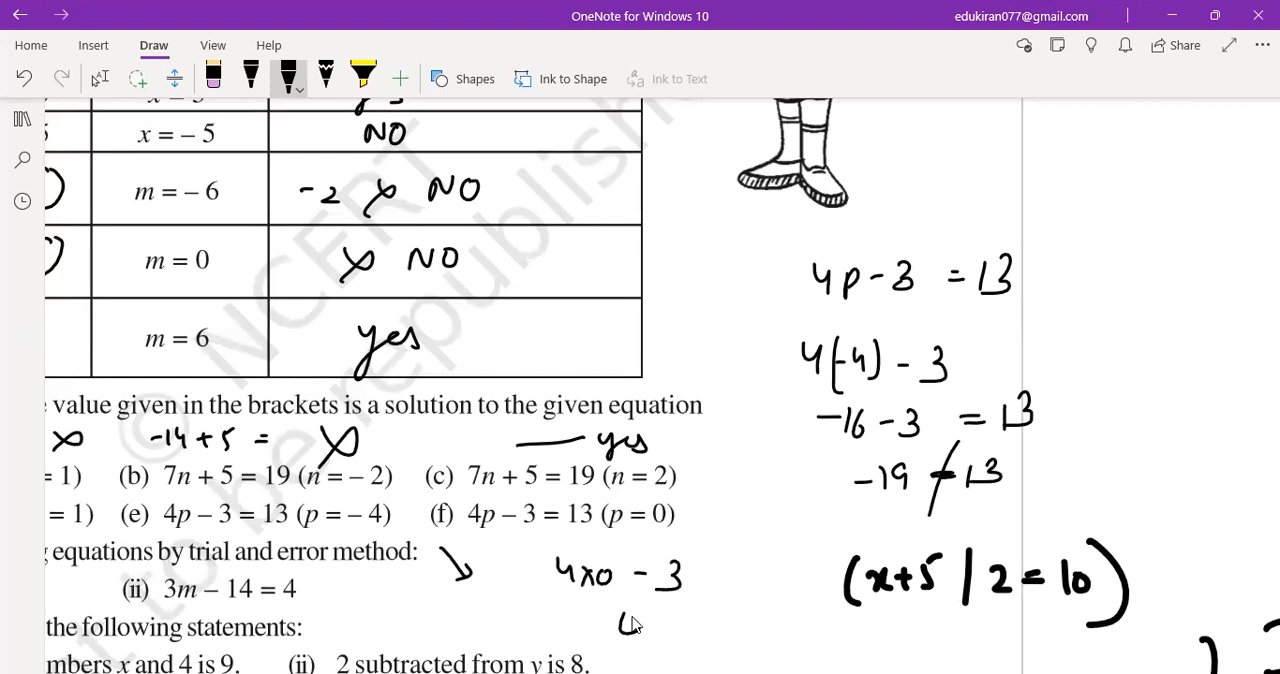 OneNote for Windows 10
edukiran077@gmail.com
Home Insert Draw View Help
Share
Shapes Ink to Shape Ink to Text
x = – 5 NO
m = – 6 -2 × NO
m = 0 × NO
m = 6 yes
© NCERT
to be republished
4p - 3 = 13
4(-4) - 3
-16 - 3 = 13
-19 ≠ 13
value given in the brackets is a solution to the given equation
× -14 + 5 = × — yes
= 1) (b) 7n + 5 = 19 (n = – 2) (c) 7n + 5 = 19 (n = 2)
= 1) (e) 4p – 3 = 13 (p = – 4) (f) 4p – 3 = 13 (p = 0)
equations by trial and error method:
4×0 - 3
(x+5 / 2 = 10)
(ii) 3m – 14 = 4
the following statements:
mbers x and 4 is 9. (ii) 2 subtracted from y is 8.